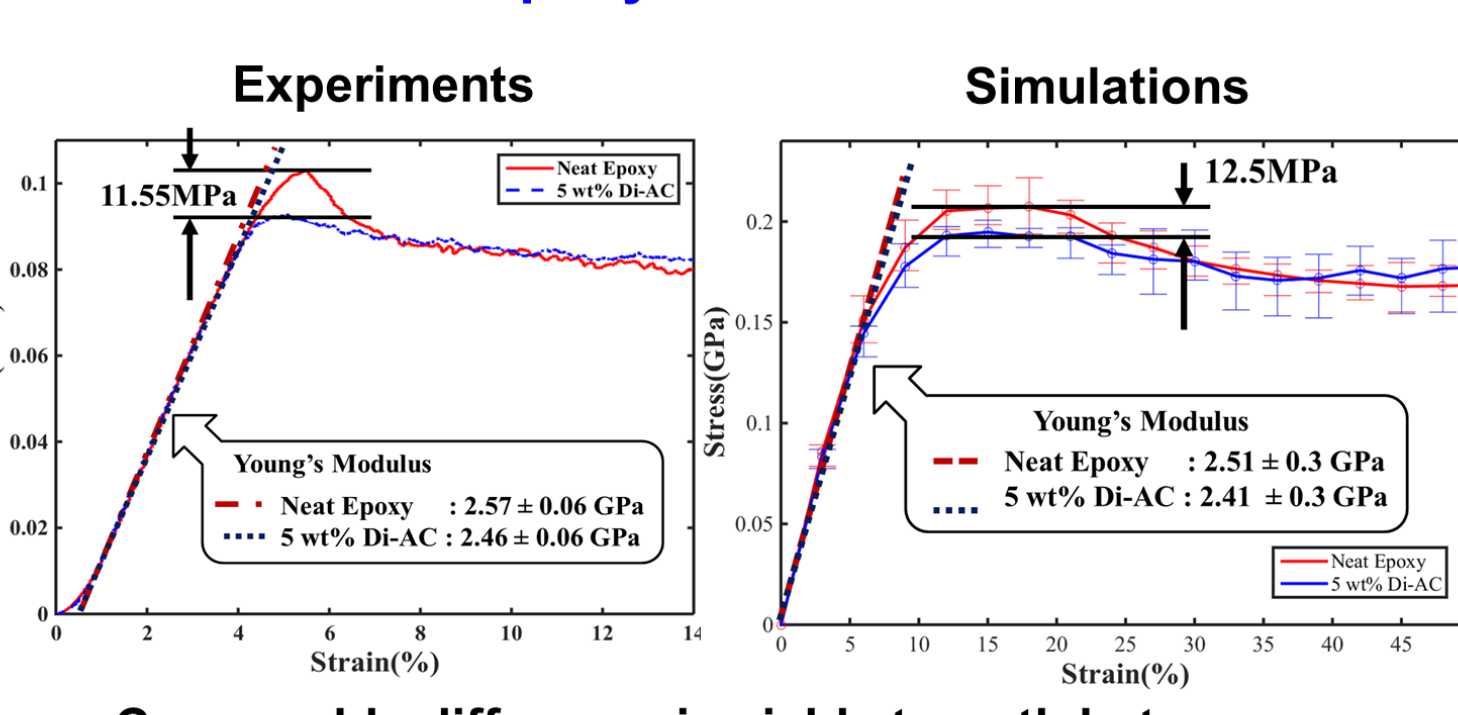 Experiments
Simulations
11.55MPa
Neat Epoxy
5 wt% Di-AC
0.1
0.08
0.06
0.04
0.02
0
Young's Modulus
Neat Epoxy : 2.57 ± 0.06 GPa
5 wt% Di-AC : 2.46 ± 0.06 GPa
0 2 4 6 8 10 12 14
Strain(%)
12.5MPa
Stress(GPa)
0.2
0.15
0.1
0.05
0
Young's Modulus
Neat Epoxy : 2.51 ± 0.3 GPa
5 wt% Di-AC : 2.41 ± 0.3 GPa
Neat Epoxy
5 wt% Di-AC
0 5 10 15 20 25 30 35 40 45
Strain(%)